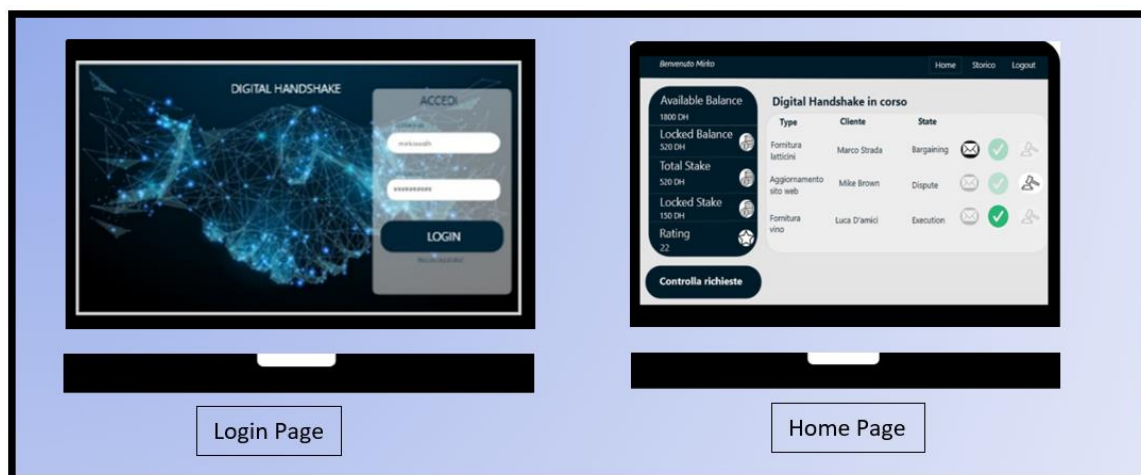 DIGITAL HANDSHAKE
ACCEDI
LOGIN
Login Page
Benvenuto Mirko
Home Storico Logout
Available Balance
1800 DH
Locked Balance
520 DH
Total Stake
520 DH
Locked Stake
150 DH
Rating
22
Controlla richieste
Digital Handshake in corso
Type Cliente State
Fornitura latticini Marco Strada Bargaining
Aggiornamento sito web Mike Brown Dispute
Fornitura vino Luca D'amici Execution
Home Page